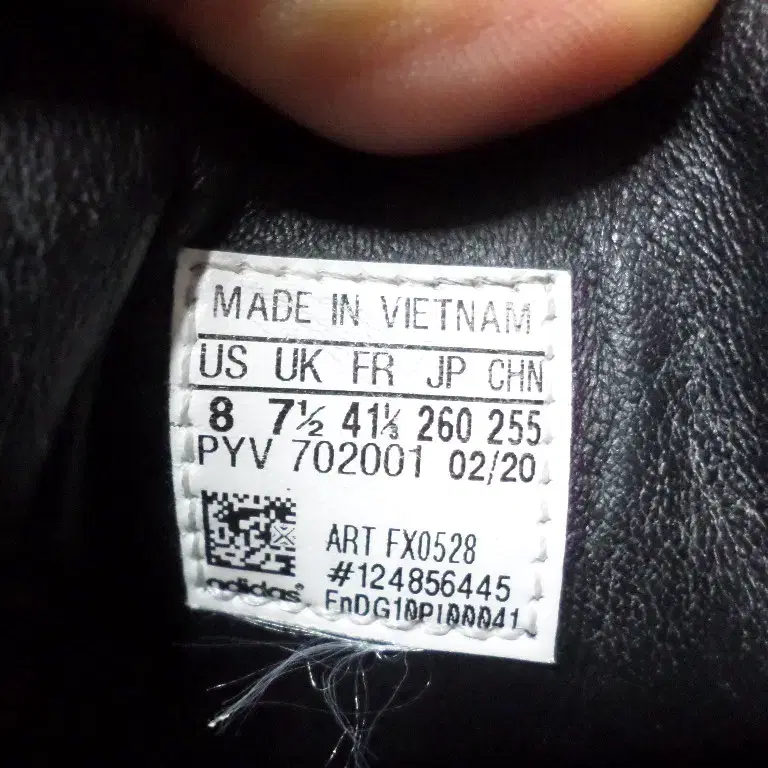 MADE IN VIETNAM
US UK FR JP CHN
8 7½ 41⅓ 260 255
PYV 702001 02/20
ART FX0528
#124856445
adidas